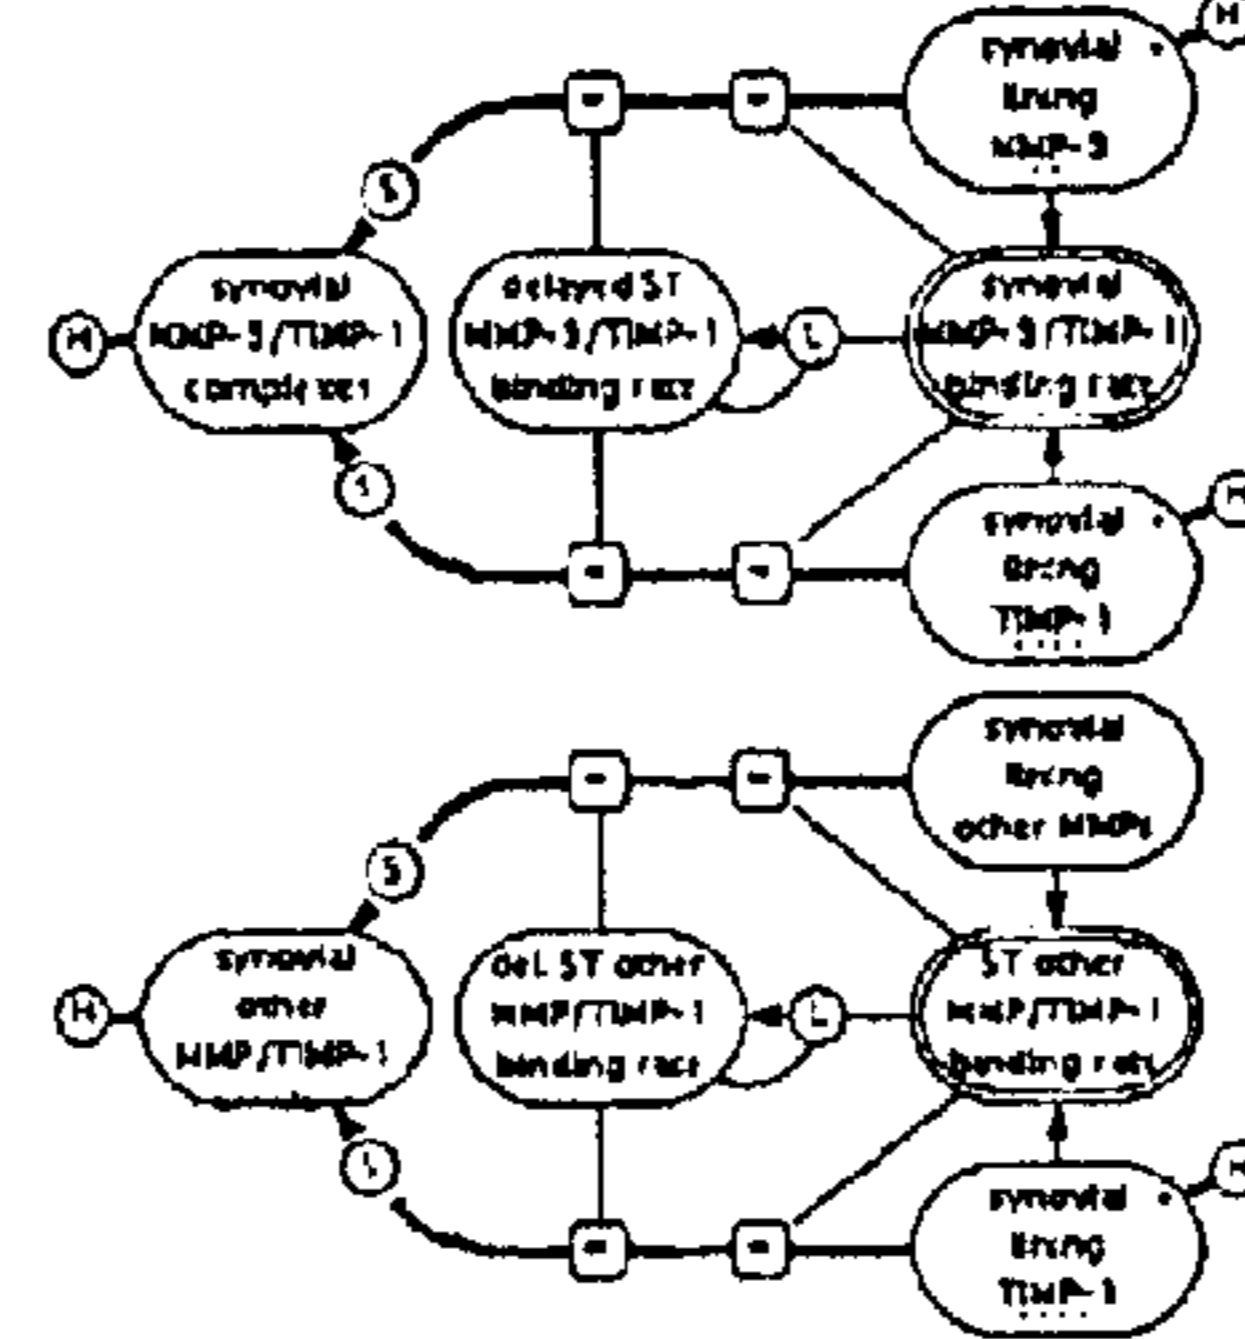 H
synovial
lining
MMP-3
S
synovial
MMP-3/TIMP-1
complexes
H
delayed ST
MMP-3/TIMP-1
binding rate
L
synovial
MMP-3/TIMP-1
binding rate
synovial
lining
TIMP-1
H
synovial
lining
other MMPs
S
synovial
other
MMP/TIMP-1
H
del. ST other
MMP/TIMP-1
binding rate
L
ST other
MMP/TIMP-1
binding rate
synovial
lining
TIMP-1
H